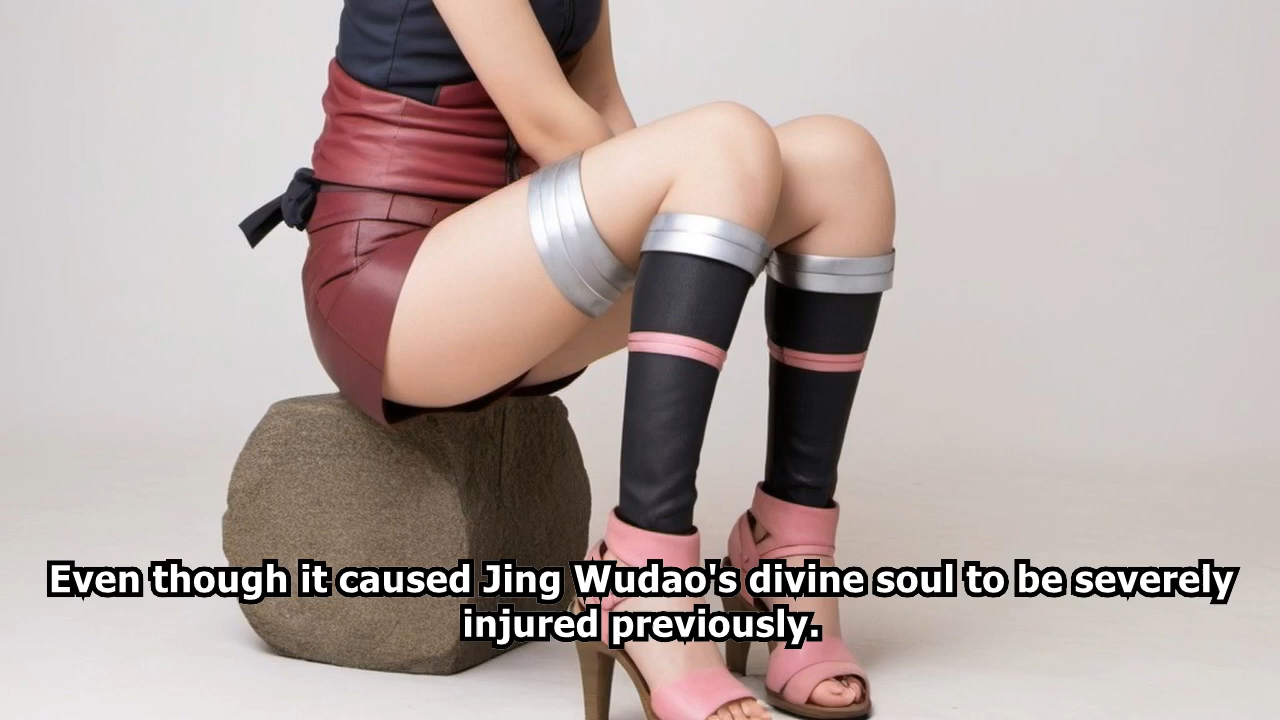 Even though it caused Jing Wudao's divine soul to be severely
injured previously.